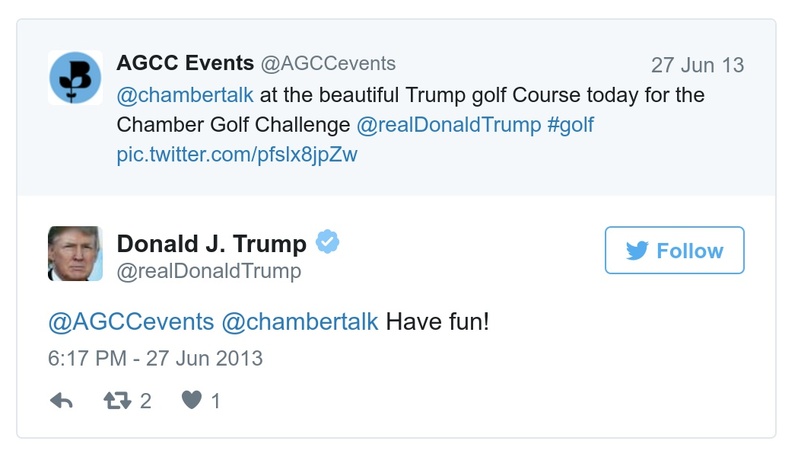 AGCC Events @AGCCevents 27 Jun 13
@chambertalk at the beautiful Trump golf Course today for the
Chamber Golf Challenge @realDonaldTrump #golf
pic.twitter.com/pfslx8jpZw
Donald J. Trump
@realDonaldTrump
Follow
@AGCCevents @chambertalk Have fun!
6:17 PM - 27 Jun 2013
2 1